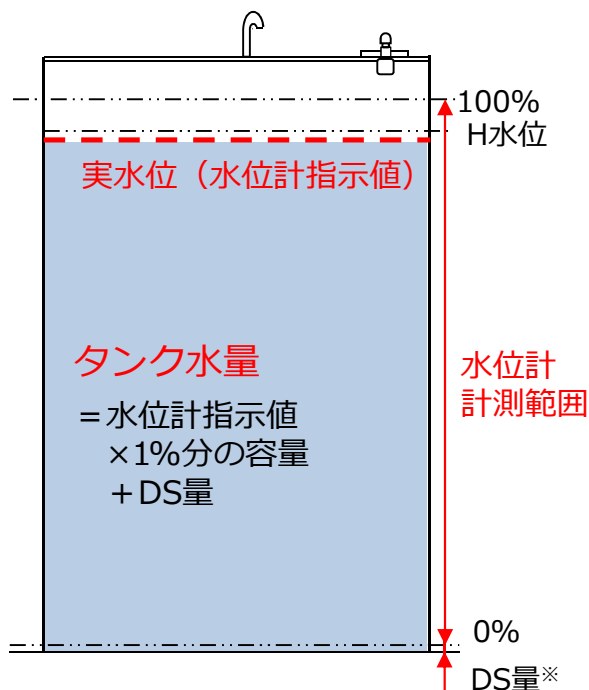 100%
H水位
実水位（水位計指示値）
タンク水量
＝水位計指示値
×1%分の容量
＋DS量
水位計
計測範囲
0%
DS量※